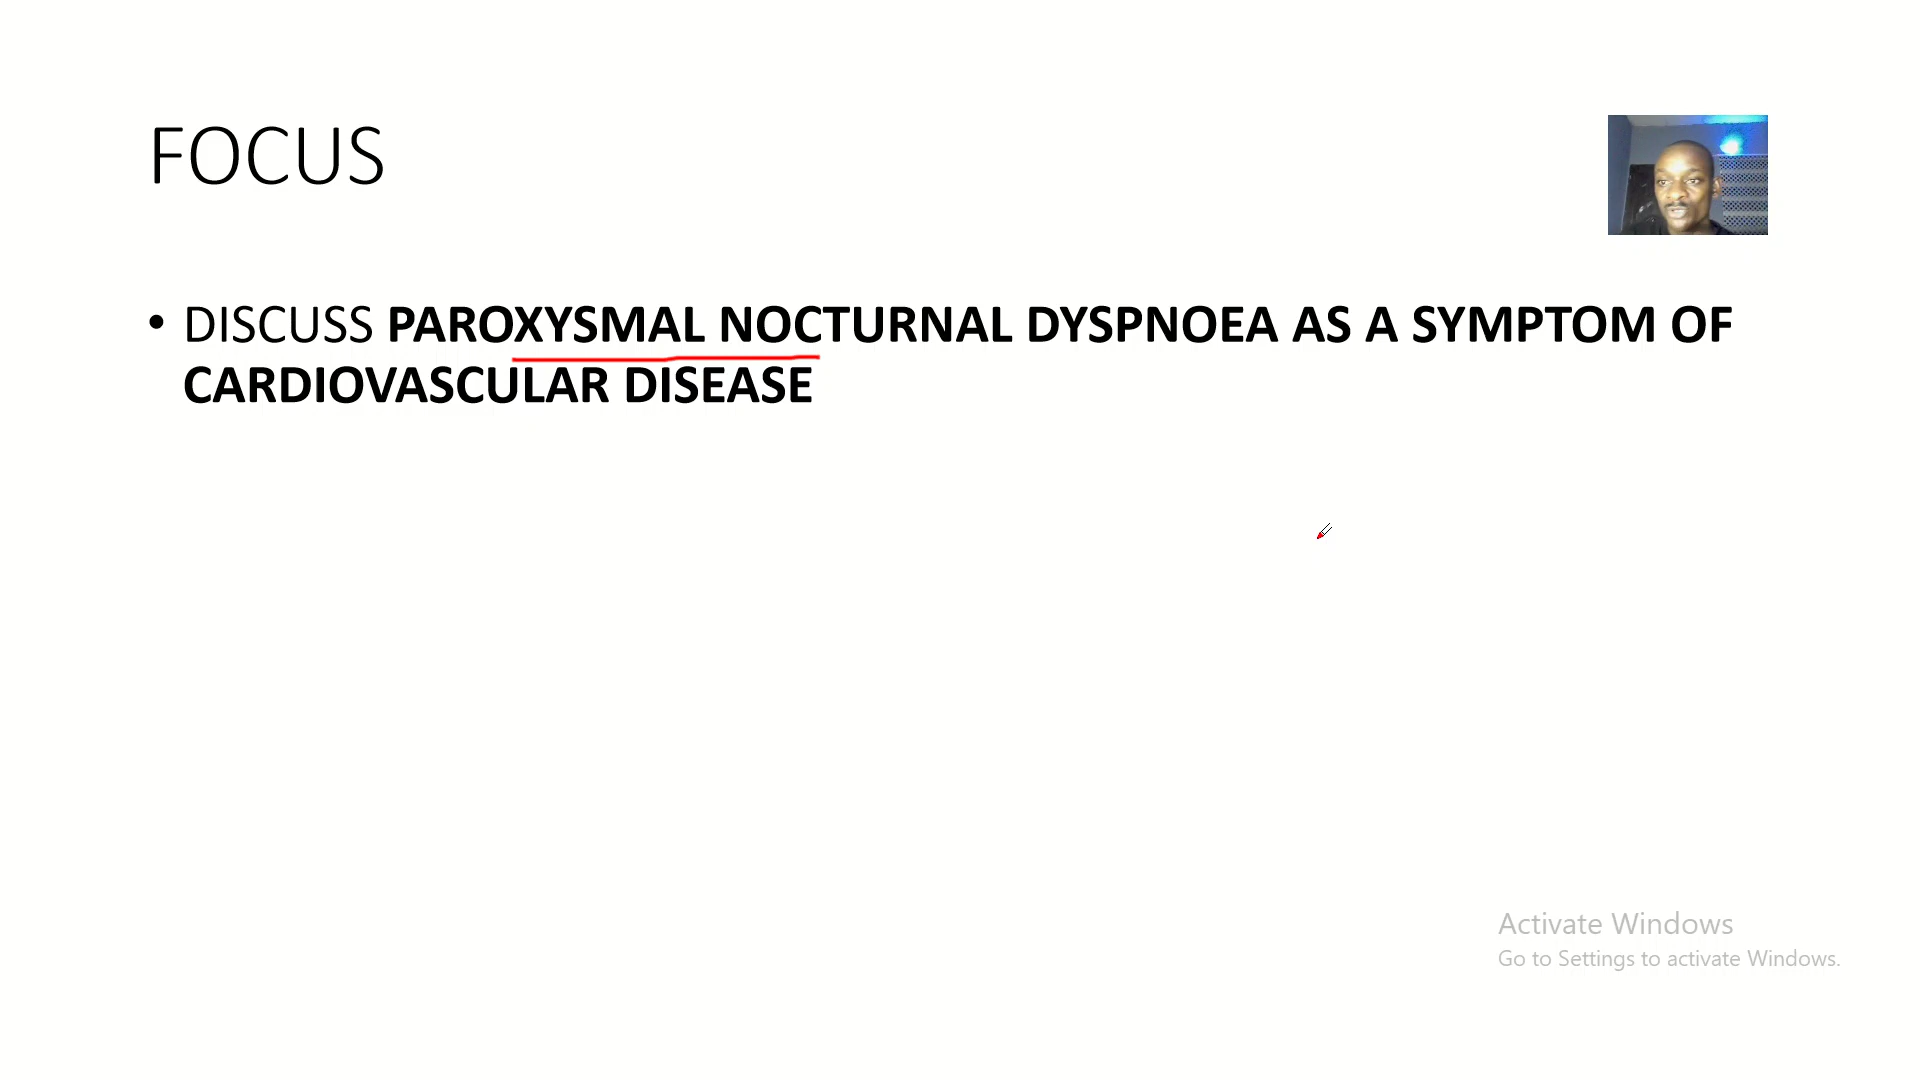 FOCUS
• DISCUSS PAROXYSMAL NOCTURNAL DYSPNOEA AS A SYMPTOM OF
CARDIOVASCULAR DISEASE
Activate Windows
Go to Settings to activate Windows.